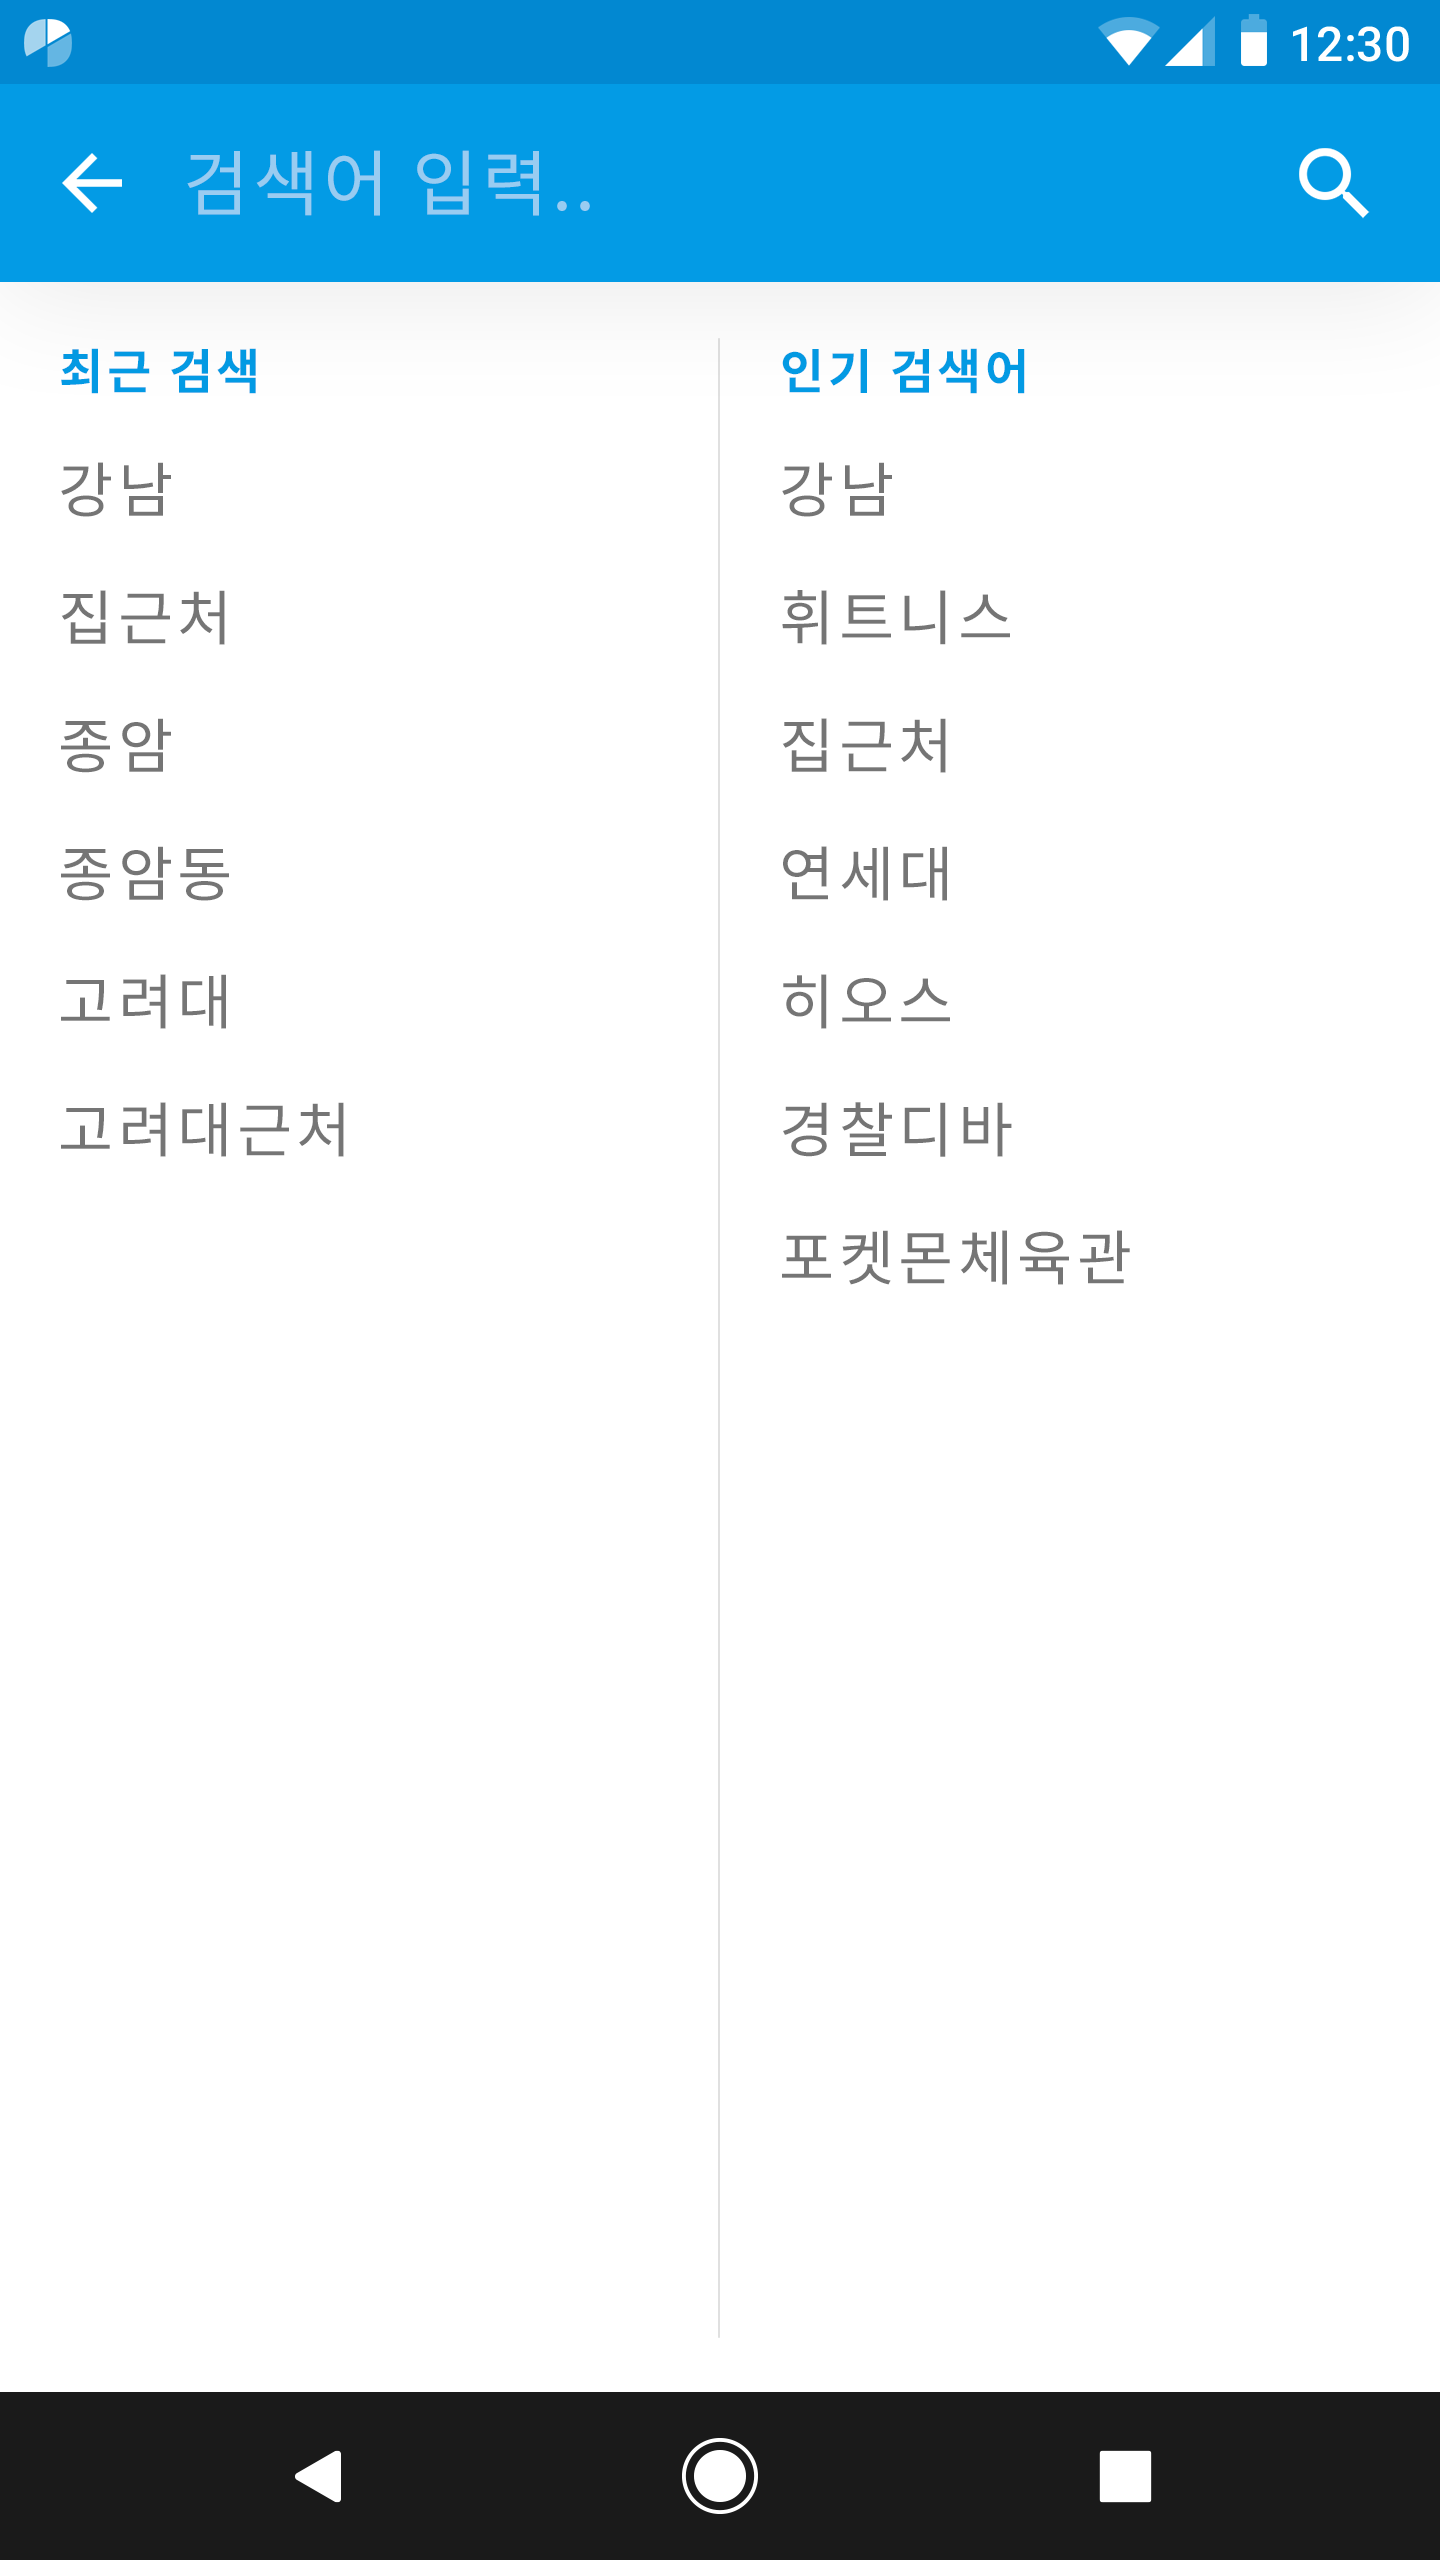 12:30
검색어 입력..
최근 검색
강남
집근처
종암
종암동
고려대
고려대근처
인기 검색어
강남
휘트니스
집근처
연세대
히오스
경찰디바
포켓몬체육관